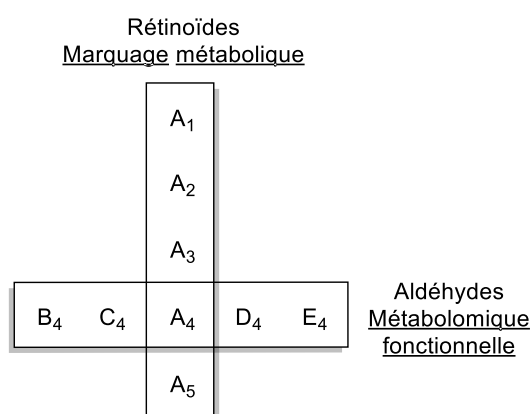 Rétinoïdes
Marquage métabolique
A1
A2
A3
B4 C4 A4 D4 E4
Aldéhydes
Métabolomique
fonctionnelle
A5